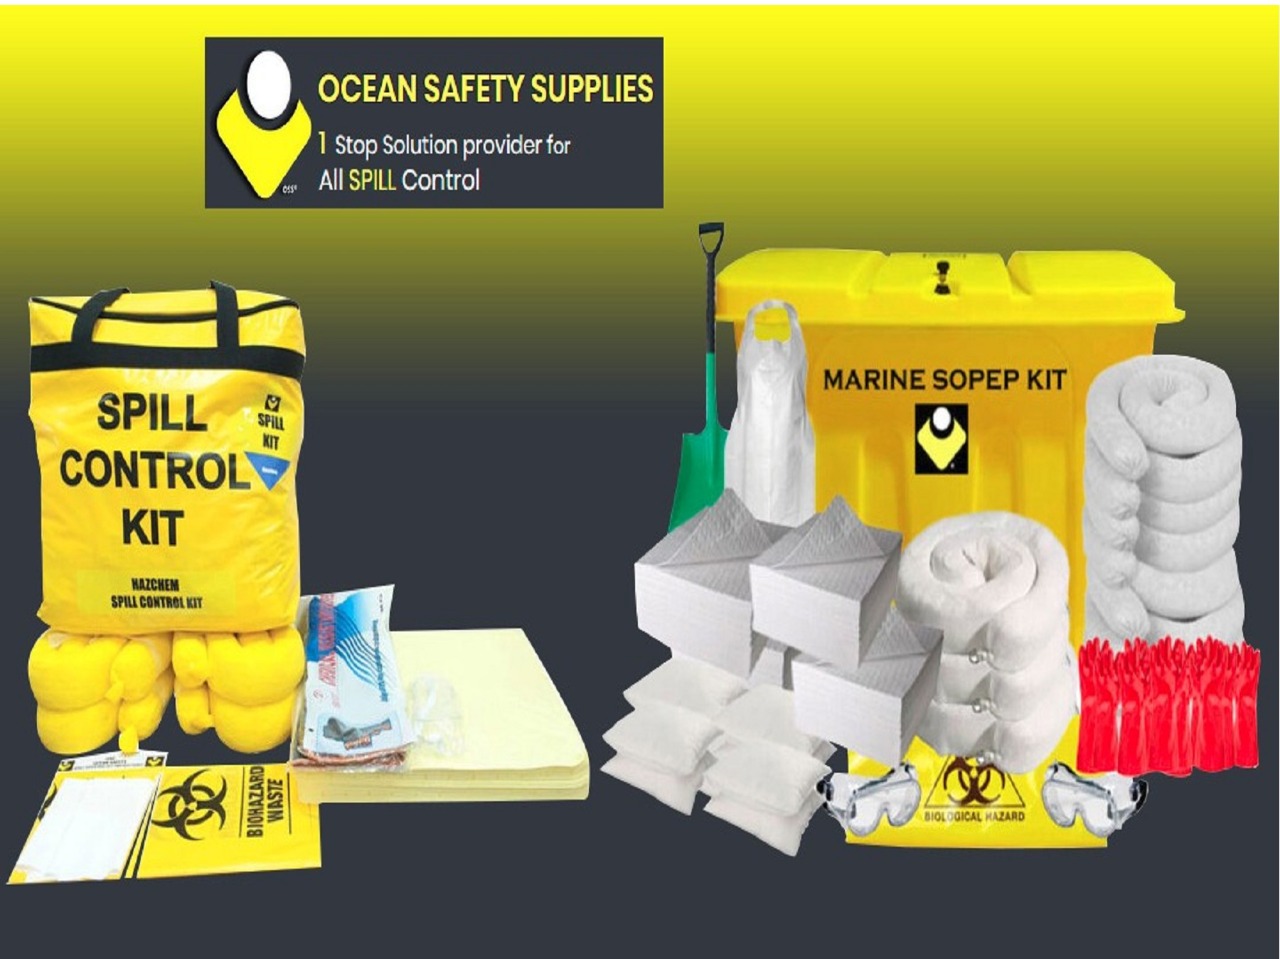 OCEAN SAFETY SUPPLIES
1 Stop Solution provider for
All SPILL Control
oss®
SPILL
CONTROL
KIT
SPILL
KIT
HAZCHEM
SPILL CONTROL KIT
BIOHAZARD
WASTE
MARINE SOPEP KIT
BIOLOGICAL HAZARD